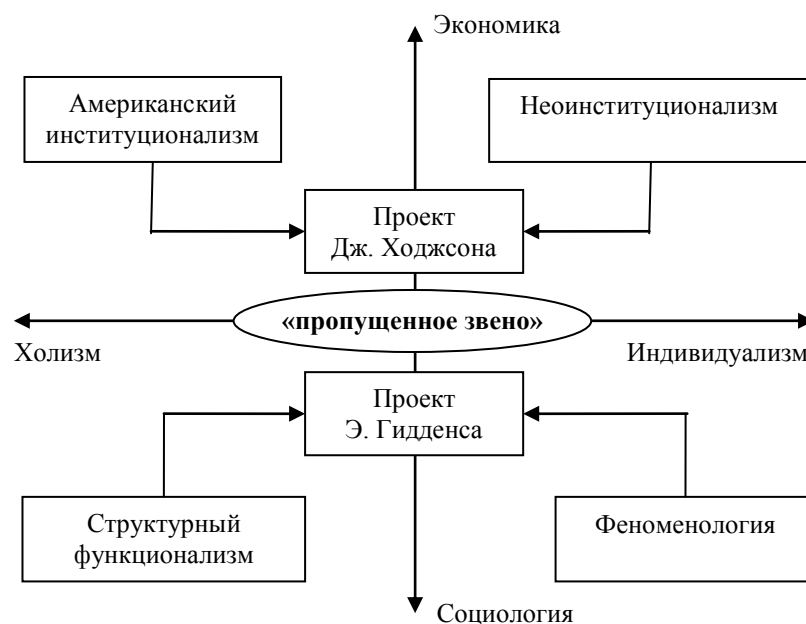 Экономика
Американский
институционализм
Неоинституционализм
Проект
Дж. Ходжсона
«пропущенное звено»
Холизм
Индивидуализм
Проект
Э. Гидденса
Структурный
функционализм
Феноменология
Социология